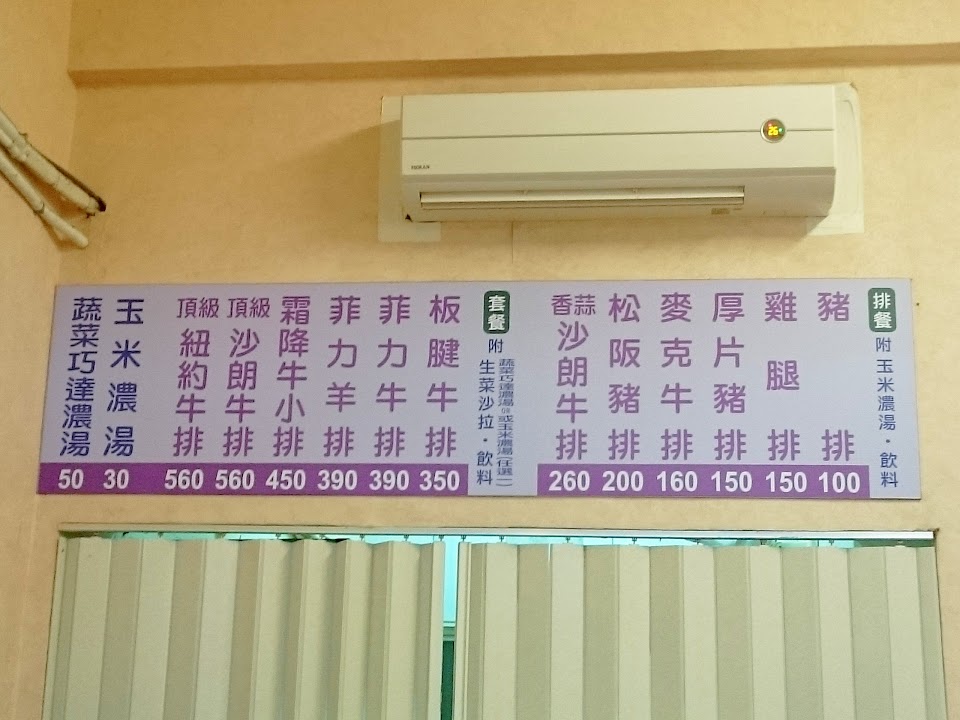 排餐 附 玉米濃湯・飲料
豬排 100
雞腿排 150
厚片豬排 150
麥克牛排 160
松阪豬排 200
香蒜沙朗牛排 260
套餐 附 生菜沙拉・飲料
蔬菜巧達濃湯 或玉米濃湯(任選一)
板腱牛排 350
菲力牛排 390
菲力羊排 390
霜降牛小排 450
頂級沙朗牛排 560
頂級紐約牛排 560
玉米濃湯 30
蔬菜巧達濃湯 50
26